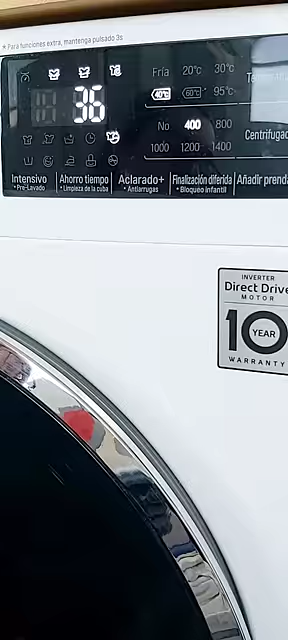 * Para funciones extra, mantenga pulsado 3s
Fría 20°c 30°c
36
40°c 60°c 95°c
No 400 800
Centrifugad
1000 1200 1400
Intensivo Ahorro tiempo Aclarado+ Finalización diferida Añadir prenda
* Pre-Lavado * Limpieza de la cuba * Antiarrugas * Bloqueo infantil
INVERTER
Direct Drive
MOTOR
10 YEAR
WARRANTY